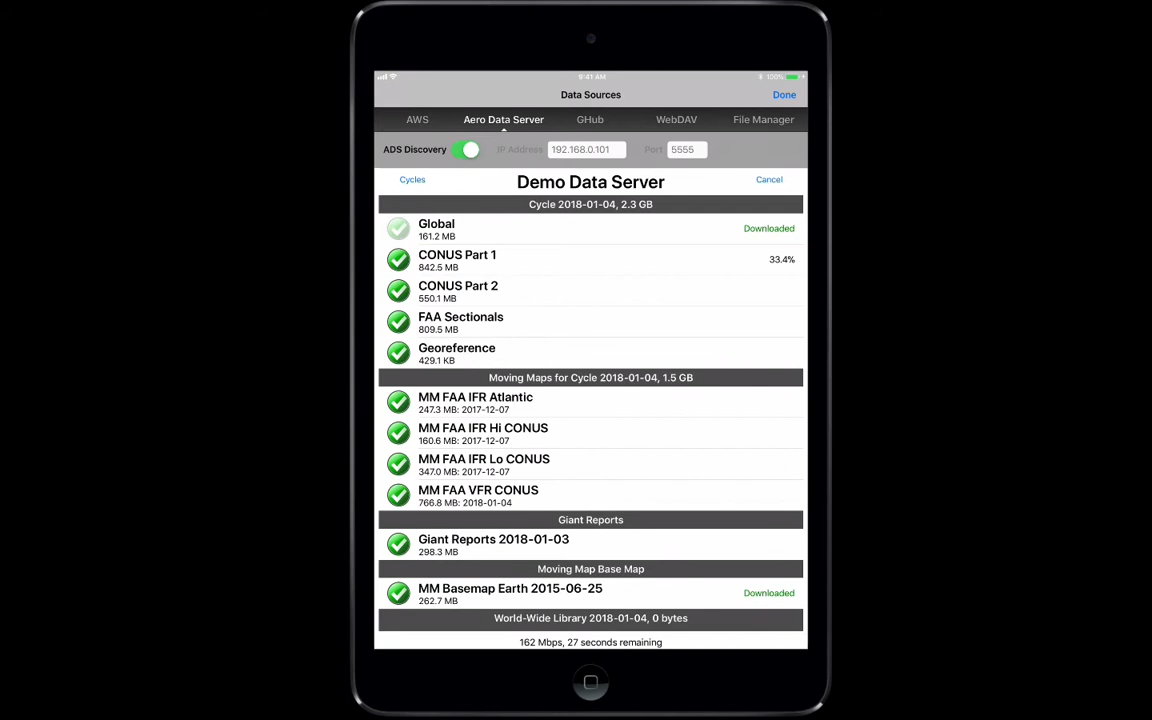 9:41 AM
100%
Data Sources
Done
AWS
Aero Data Server
GHub
WebDAV
File Manager
ADS Discovery
IP Address
192.168.0.101
Port
5555
Cycles
Demo Data Server
Cancel
Cycle 2018-01-04, 2.3 GB
Global
161.2 MB
Downloaded
CONUS Part 1
842.5 MB
33.4%
CONUS Part 2
550.1 MB
FAA Sectionals
809.5 MB
Georeference
429.1 KB
Moving Maps for Cycle 2018-01-04, 1.5 GB
MM FAA IFR Atlantic
247.3 MB: 2017-12-07
MM FAA IFR Hi CONUS
160.6 MB: 2017-12-07
MM FAA IFR Lo CONUS
347.0 MB: 2017-12-07
MM FAA VFR CONUS
766.8 MB: 2018-01-04
Giant Reports
Giant Reports 2018-01-03
298.3 MB
Moving Map Base Map
MM Basemap Earth 2015-06-25
262.7 MB
Downloaded
World-Wide Library 2018-01-04, 0 bytes
162 Mbps, 27 seconds remaining